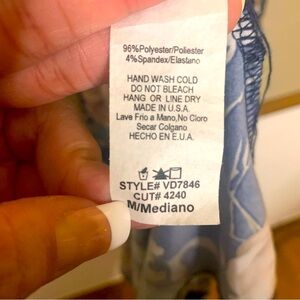 96%Polyester/Poliester
4%Spandex/Elastano
HAND WASH COLD
DO NOT BLEACH
HANG OR LINE DRY
MADE IN U.S.A.
Lave Frio a Mano,No Cloro
Secar Colgano
HECHO EN E.U.A.
STYLE# VD7846
CUT# 4240
M/Mediano